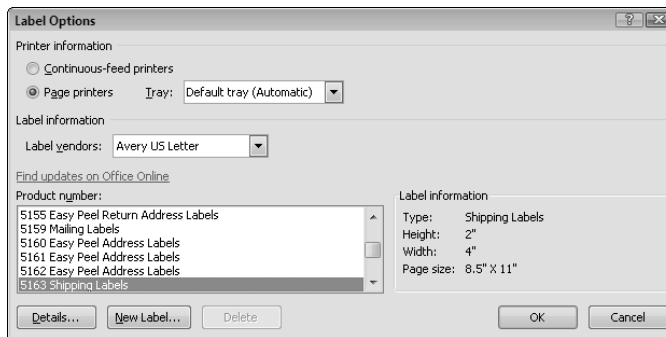 Label Options
Printer information
Continuous-feed printers
Page printers Tray: Default tray (Automatic)
Label information
Label vendors: Avery US Letter
Find updates on Office Online
Product number:
5155 Easy Peel Return Address Labels
5159 Mailing Labels
5160 Easy Peel Address Labels
5161 Easy Peel Address Labels
5162 Easy Peel Address Labels
5163 Shipping Labels
Label information
Type: Shipping Labels
Height: 2"
Width: 4"
Page size: 8.5" X 11"
Details... New Label... Delete OK Cancel